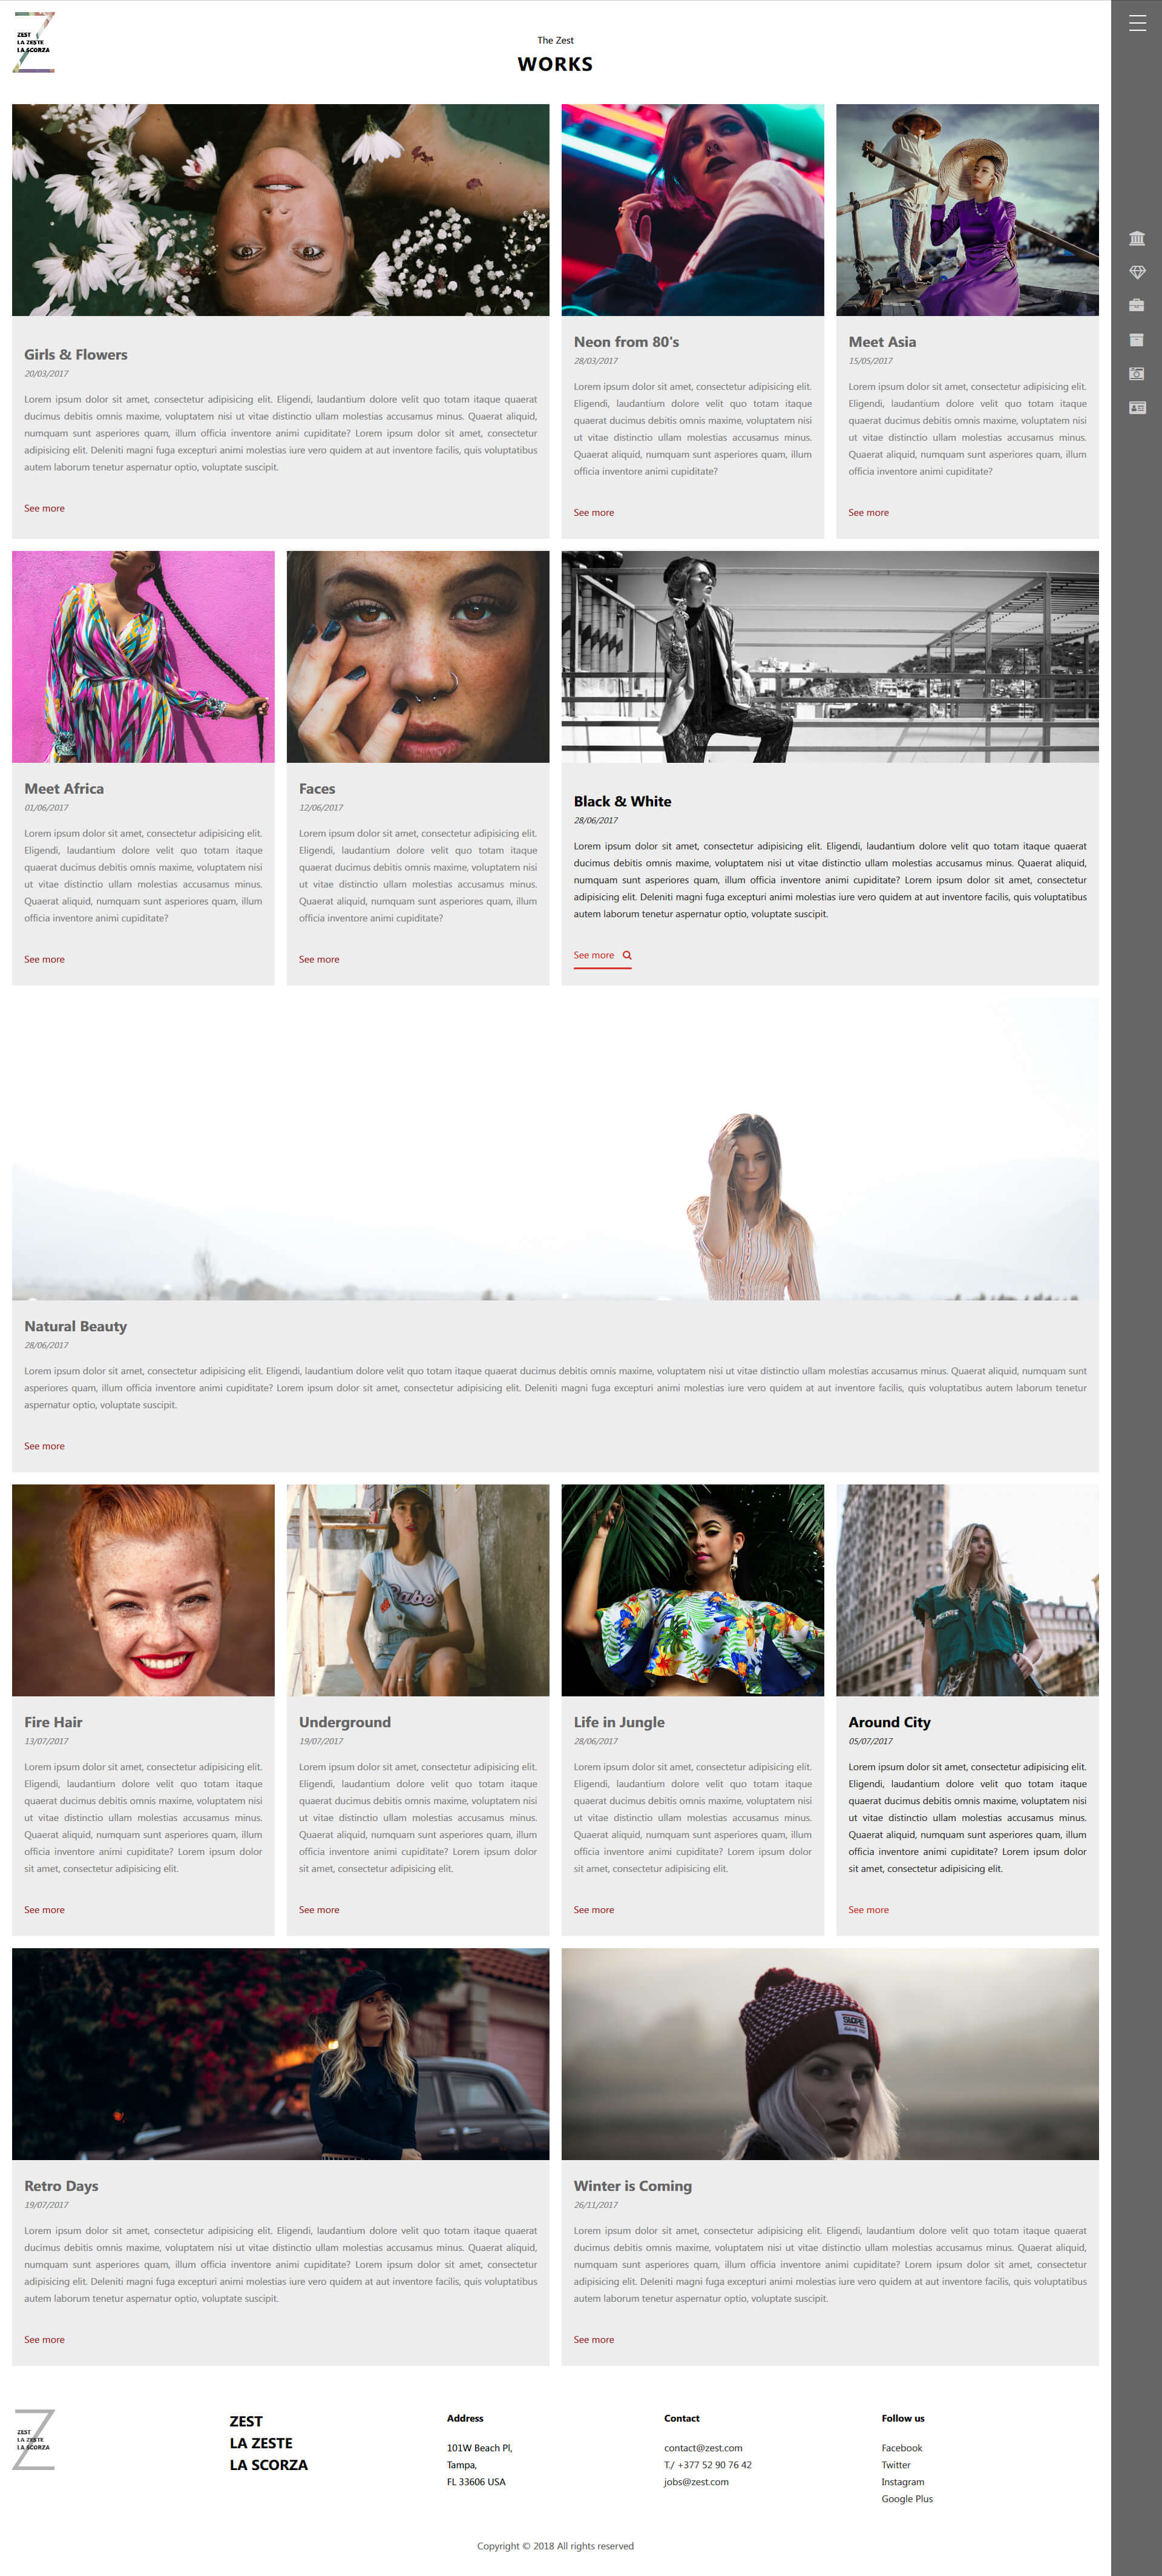 ZEST
LA ZESTE
LA SCORZA
The Zest
WORKS
Girls & Flowers
20/03/2017
Lorem ipsum dolor sit amet, consectetur adipisicing elit. Eligendi, laudantium dolore velit quo totam itaque quaerat
ducimus debitis omnis maxime, voluptatem nisi ut vitae distinctio ullam molestias accusamus minus. Quaerat aliquid,
numquam sunt asperiores quam, illum officia inventore animi cupiditate? Lorem ipsum dolor sit amet, consectetur
adipisicing elit. Deleniti magni fuga excepturi animi molestias iure vero quidem at aut inventore facilis, quis voluptatibus
autem laborum tenetur aspernatur optio, voluptate suscipit.
See more
Neon from 80's
28/03/2017
Lorem ipsum dolor sit amet, consectetur adipisicing elit.
Eligendi, laudantium dolore velit quo totam itaque
quaerat ducimus debitis omnis maxime, voluptatem nisi
ut vitae distinctio ullam molestias accusamus minus.
Quaerat aliquid, numquam sunt asperiores quam, illum
officia inventore animi cupiditate?
See more
Meet Asia
15/05/2017
Lorem ipsum dolor sit amet, consectetur adipisicing elit.
Eligendi, laudantium dolore velit quo totam itaque
quaerat ducimus debitis omnis maxime, voluptatem nisi
ut vitae distinctio ullam molestias accusamus minus.
Quaerat aliquid, numquam sunt asperiores quam, illum
officia inventore animi cupiditate?
See more
Meet Africa
01/06/2017
Lorem ipsum dolor sit amet, consectetur adipisicing elit.
Eligendi, laudantium dolore velit quo totam itaque
quaerat ducimus debitis omnis maxime, voluptatem nisi
ut vitae distinctio ullam molestias accusamus minus.
Quaerat aliquid, numquam sunt asperiores quam, illum
officia inventore animi cupiditate?
See more
Faces
12/06/2017
Lorem ipsum dolor sit amet, consectetur adipisicing elit.
Eligendi, laudantium dolore velit quo totam itaque
quaerat ducimus debitis omnis maxime, voluptatem nisi
ut vitae distinctio ullam molestias accusamus minus.
Quaerat aliquid, numquam sunt asperiores quam, illum
officia inventore animi cupiditate?
See more
Black & White
28/06/2017
Lorem ipsum dolor sit amet, consectetur adipisicing elit. Eligendi, laudantium dolore velit quo totam itaque quaerat
ducimus debitis omnis maxime, voluptatem nisi ut vitae distinctio ullam molestias accusamus minus. Quaerat aliquid,
numquam sunt asperiores quam, illum officia inventore animi cupiditate? Lorem ipsum dolor sit amet, consectetur
adipisicing elit. Deleniti magni fuga excepturi animi molestias iure vero quidem at aut inventore facilis, quis voluptatibus
autem laborum tenetur aspernatur optio, voluptate suscipit.
See more
Natural Beauty
28/06/2017
Lorem ipsum dolor sit amet, consectetur adipisicing elit. Eligendi, laudantium dolore velit quo totam itaque quaerat ducimus debitis omnis maxime, voluptatem nisi ut vitae distinctio ullam molestias accusamus minus. Quaerat aliquid, numquam sunt
asperiores quam, illum officia inventore animi cupiditate? Lorem ipsum dolor sit amet, consectetur adipisicing elit. Deleniti magni fuga excepturi animi molestias iure vero quidem at aut inventore facilis, quis voluptatibus autem laborum tenetur
aspernatur optio, voluptate suscipit.
See more
Babe
Fire Hair
13/07/2017
Lorem ipsum dolor sit amet, consectetur adipisicing elit.
Eligendi, laudantium dolore velit quo totam itaque
quaerat ducimus debitis omnis maxime, voluptatem nisi
ut vitae distinctio ullam molestias accusamus minus.
Quaerat aliquid, numquam sunt asperiores quam, illum
officia inventore animi cupiditate? Lorem ipsum dolor
sit amet, consectetur adipisicing elit.
See more
Underground
19/07/2017
Lorem ipsum dolor sit amet, consectetur adipisicing elit.
Eligendi, laudantium dolore velit quo totam itaque
quaerat ducimus debitis omnis maxime, voluptatem nisi
ut vitae distinctio ullam molestias accusamus minus.
Quaerat aliquid, numquam sunt asperiores quam, illum
officia inventore animi cupiditate? Lorem ipsum dolor
sit amet, consectetur adipisicing elit.
See more
Life in Jungle
28/06/2017
Lorem ipsum dolor sit amet, consectetur adipisicing elit.
Eligendi, laudantium dolore velit quo totam itaque
quaerat ducimus debitis omnis maxime, voluptatem nisi
ut vitae distinctio ullam molestias accusamus minus.
Quaerat aliquid, numquam sunt asperiores quam, illum
officia inventore animi cupiditate? Lorem ipsum dolor
sit amet, consectetur adipisicing elit.
See more
Around City
05/07/2017
Lorem ipsum dolor sit amet, consectetur adipisicing elit.
Eligendi, laudantium dolore velit quo totam itaque
quaerat ducimus debitis omnis maxime, voluptatem nisi
ut vitae distinctio ullam molestias accusamus minus.
Quaerat aliquid, numquam sunt asperiores quam, illum
officia inventore animi cupiditate? Lorem ipsum dolor
sit amet, consectetur adipisicing elit.
See more
Retro Days
19/07/2017
Lorem ipsum dolor sit amet, consectetur adipisicing elit. Eligendi, laudantium dolore velit quo totam itaque quaerat
ducimus debitis omnis maxime, voluptatem nisi ut vitae distinctio ullam molestias accusamus minus. Quaerat aliquid,
numquam sunt asperiores quam, illum officia inventore animi cupiditate? Lorem ipsum dolor sit amet, consectetur
adipisicing elit. Deleniti magni fuga excepturi animi molestias iure vero quidem at aut inventore facilis, quis voluptatibus
autem laborum tenetur aspernatur optio, voluptate suscipit.
See more
Winter is Coming
26/11/2017
Lorem ipsum dolor sit amet, consectetur adipisicing elit. Eligendi, laudantium dolore velit quo totam itaque quaerat
ducimus debitis omnis maxime, voluptatem nisi ut vitae distinctio ullam molestias accusamus minus. Quaerat aliquid,
numquam sunt asperiores quam, illum officia inventore animi cupiditate? Lorem ipsum dolor sit amet, consectetur
adipisicing elit. Deleniti magni fuga excepturi animi molestias iure vero quidem at aut inventore facilis, quis voluptatibus
autem laborum tenetur aspernatur optio, voluptate suscipit.
See more
ZEST
LA ZESTE
LA SCORZA
ZEST
LA ZESTE
LA SCORZA
Address
101W Beach Pl,
Tampa,
FL 33606 USA
Contact
contact@zest.com
T./ +377 52 90 76 42
jobs@zest.com
Follow us
Facebook
Twitter
Instagram
Google Plus
Copyright © 2018 All rights reserved